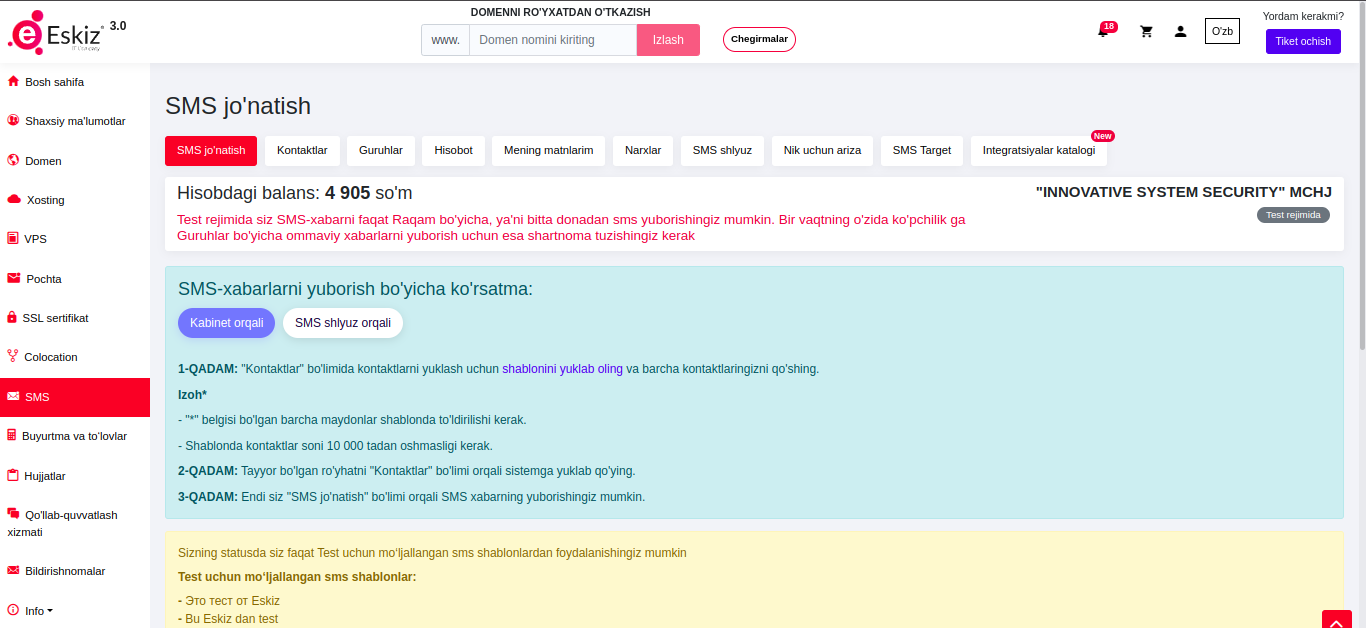 DOMENNI RO'YXATDAN O'TKAZISH
Eskiz 3.0
www. Domen nomini kiriting Izlash
Chegirmalar
18
O'zb
Yordam kerakmi?
Tiket ochish
Bosh sahifa
Shaxsiy ma'lumotlar
Domen
Xosting
VPS
Pochta
SSL sertifikat
Colocation
SMS
Buyurtma va to‘lovlar
Hujjatlar
Qo'llab-quvvatlash
xizmati
Bildirishnomalar
Info
SMS jo'natish
SMS jo'natish Kontaktlar Guruhlar Hisobot Mening matnlarim Narxlar SMS shlyuz Nik uchun ariza SMS Target Integratsiyalar katalogi New
Hisobdagi balans: 4 905 so'm
"INNOVATIVE SYSTEM SECURITY" MCHJ
Test rejimida
Test rejimida siz SMS-xabarni faqat Raqam bo'yicha, ya'ni bitta donadan sms yuborishingiz mumkin. Bir vaqtning o'zida ko'pchilik ga
Guruhlar bo'yicha ommaviy xabarlarni yuborish uchun esa shartnoma tuzishingiz kerak
SMS-xabarlarni yuborish bo'yicha ko'rsatma:
Kabinet orqali SMS shlyuz orqali
1-QADAM: "Kontaktlar" bo'limida kontaktlarni yuklash uchun shablonini yuklab oling va barcha kontaktlaringizni qo'shing.
Izoh*
- "*" belgisi bo'lgan barcha maydonlar shablonda to'ldirilishi kerak.
- Shablonda kontaktlar soni 10 000 tadan oshmasligi kerak.
2-QADAM: Tayyor bo'lgan ro'yhatni "Kontaktlar" bo'limi orqali sistemga yuklab qo'ying.
3-QADAM: Endi siz "SMS jo'natish" bo'limi orqali SMS xabarning yuborishingiz mumkin.
Sizning statusda siz faqat Test uchun mo‘ljallangan sms shablonlardan foydalanishingiz mumkin
Test uchun mo‘ljallangan sms shablonlar:
- Это тест от Eskiz
- Bu Eskiz dan test